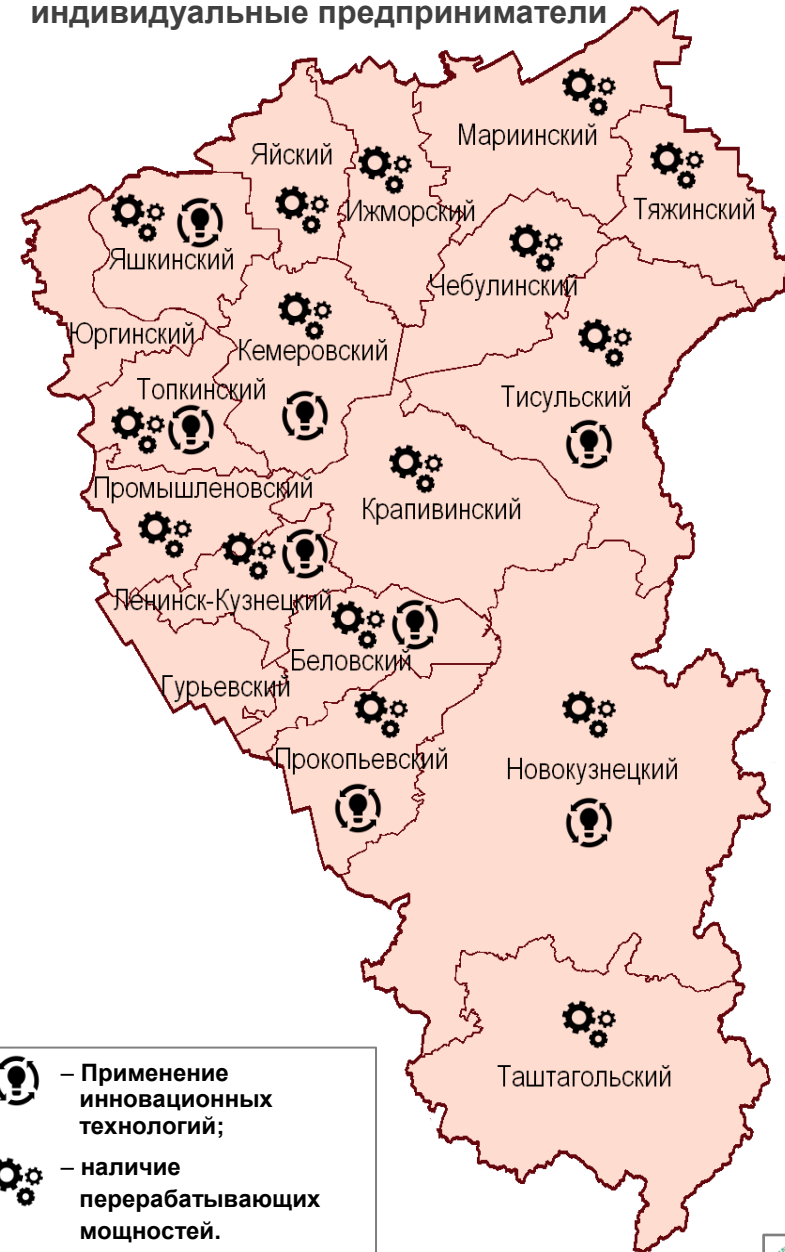 индивидуальные предприниматели
Мариинский
Яйский
Ижморский
Тяжинский
Яшкинский
Чебулинский
Юргинский
Кемеровский
Топкинский
Тисульский
Промышленовский
Крапивинский
Ленинск-Кузнецкий
Беловский
Гурьевский
Прокопьевский
Новокузнецкий
Таштагольский
– Применение
инновационных
технологий;
– наличие
перерабатывающих
мощностей.